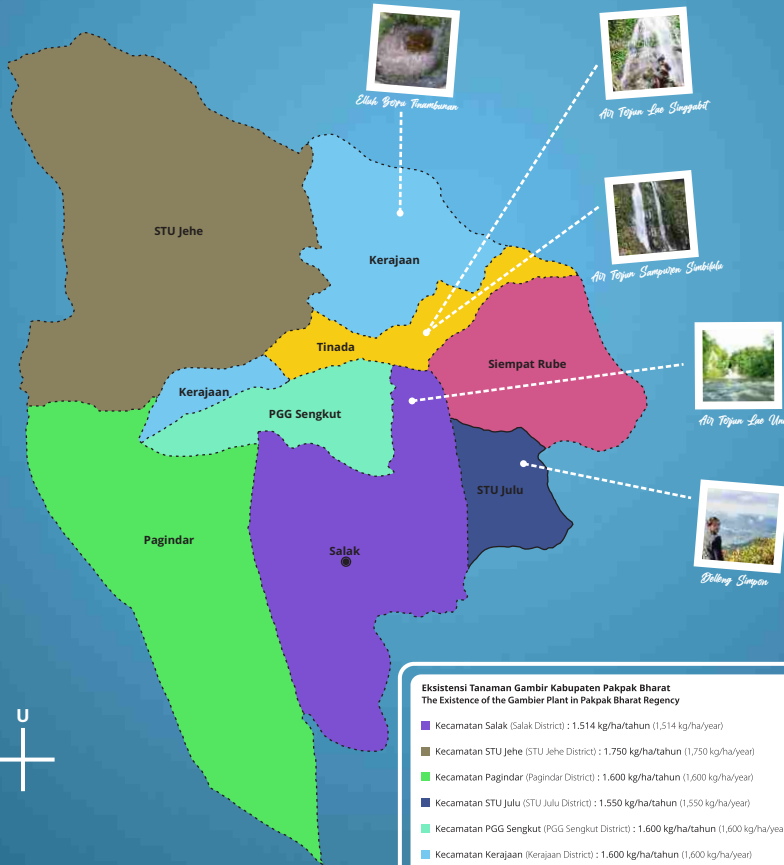 Elluh Berru Tinambunan
Air Terjun Lae Singgabit
STU Jehe
Kerajaan
Air Terjun Sampuren Simbilulu
Tinada
Siempat Rube
Kerajaan
PGG Sengkut
Air Terjun Lae
STU Julu
Pagindar
Salak
Delleng Simpon
U
Eksistensi Tanaman Gambir Kabupaten Pakpak Bharat
The Existence of the Gambier Plant in Pakpak Bharat Regency
Kecamatan Salak (Salak District) : 1.514 kg/ha/tahun (1,514 kg/ha/year)
Kecamatan STU Jehe (STU Jehe District) : 1.750 kg/ha/tahun (1,750 kg/ha/year)
Kecamatan Pagindar (Pagindar District) : 1.600 kg/ha/tahun (1,600 kg/ha/year)
Kecamatan STU Julu (STU Julu District) : 1.550 kg/ha/tahun (1,550 kg/ha/year)
Kecamatan PGG Sengkut (PGG Sengkut District) : 1.600 kg/ha/tahun (1,600 kg/ha/yea
Kecamatan Kerajaan (Kerajaan District) : 1.600 kg/ha/tahun (1,600 kg/ha/year)